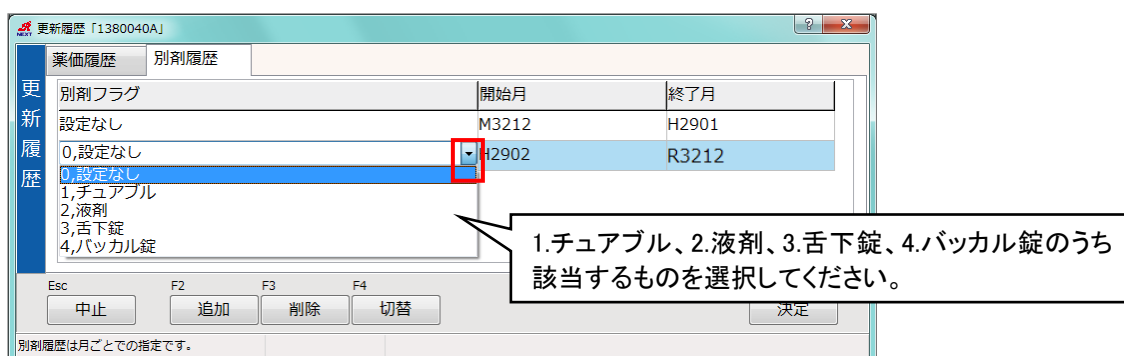 NEXT 更新履歴「1380040A」
薬価履歴 別剤履歴
更新履歴
別剤フラグ 開始月 終了月
設定なし M3212 H2901
0,設定なし H2902 R3212
0,設定なし
1,チュアブル
2,液剤
3,舌下錠
4,バッカル錠
1.チュアブル、2.液剤、3.舌下錠、4.バッカル錠のうち
該当するものを選択してください。
Esc F2 F3 F4
中止 追加 削除 切替 決定
別剤履歴は月ごとでの指定です。